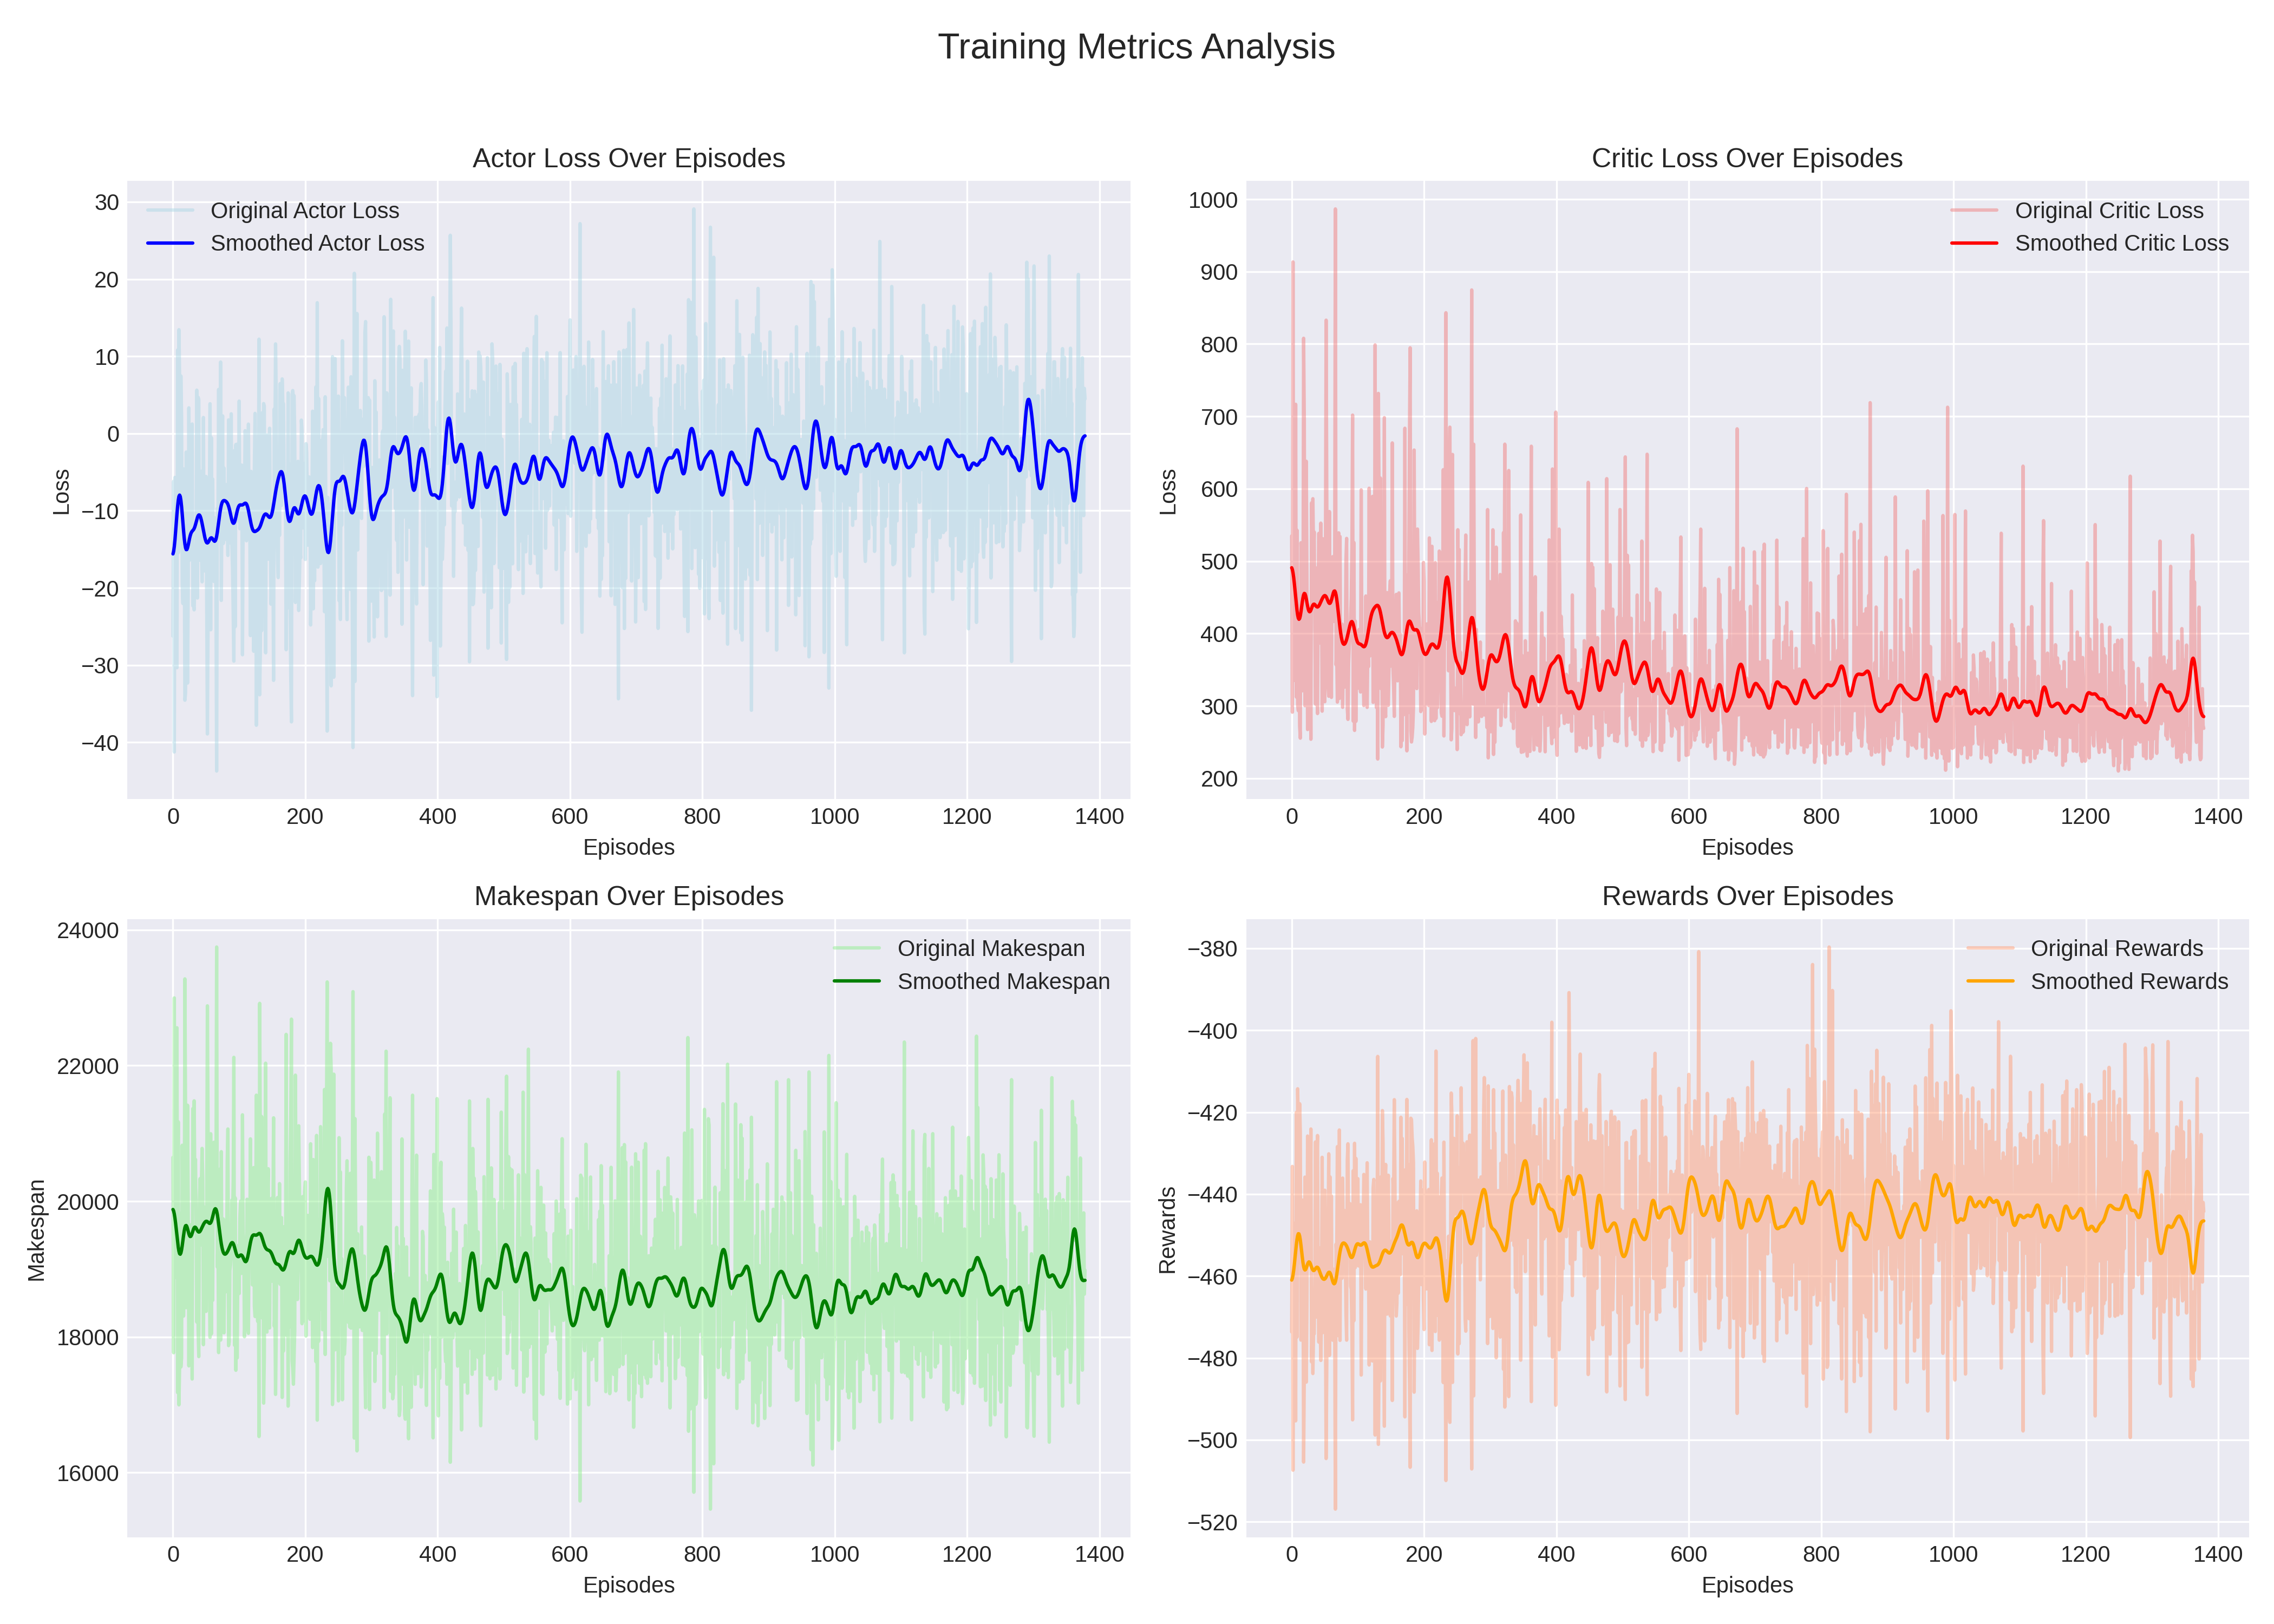 Training Metrics Analysis
Actor Loss Over Episodes
30
20
10
0
−10
−20
−30
−40
Loss
Original Actor Loss
Smoothed Actor Loss
0 200 400 600 800 1000 1200 1400
Episodes
Critic Loss Over Episodes
1000
900
800
700
600
500
400
300
200
Loss
Original Critic Loss
Smoothed Critic Loss
0 200 400 600 800 1000 1200 1400
Episodes
Makespan Over Episodes
24000
22000
20000
18000
16000
Makespan
Original Makespan
Smoothed Makespan
0 200 400 600 800 1000 1200 1400
Episodes
Rewards Over Episodes
−380
−400
−420
−440
−460
−480
−500
−520
Rewards
Original Rewards
Smoothed Rewards
0 200 400 600 800 1000 1200 1400
Episodes